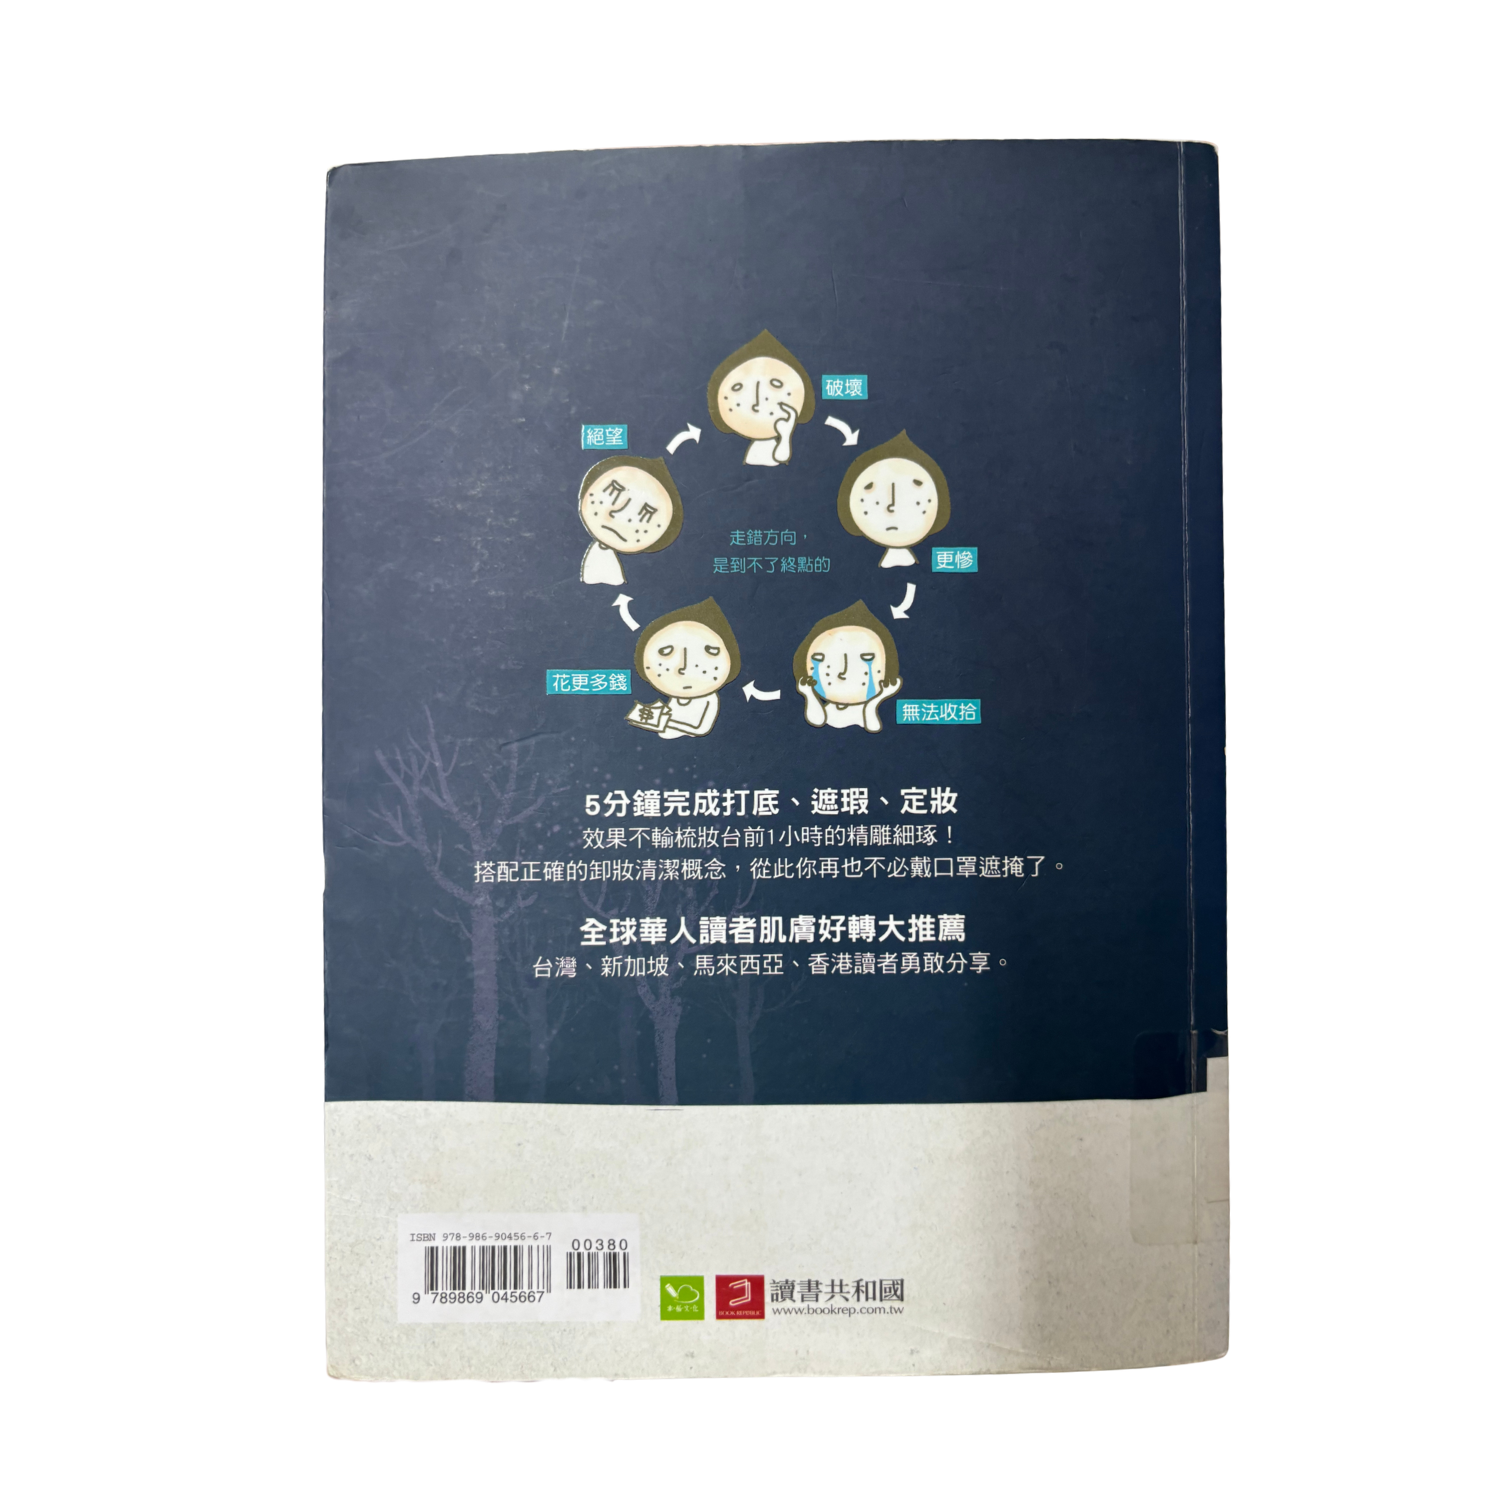 破壞
絕望
更慘
走錯方向，
是到不了終點的
花更多錢
無法收拾
5分鐘完成打底、遮瑕、定妝
效果不輸梳妝台前1小時的精雕細琢！
搭配正確的卸妝清潔概念，從此你再也不必戴口罩遮掩了。
全球華人讀者肌膚好轉大推薦
台灣、新加坡、馬來西亞、香港讀者勇敢分享。
ISBN 978-986-90456-6-7
00380
9 789869 045667
BOOK REPUBLIC
讀書共和國
www.bookrep.com.tw